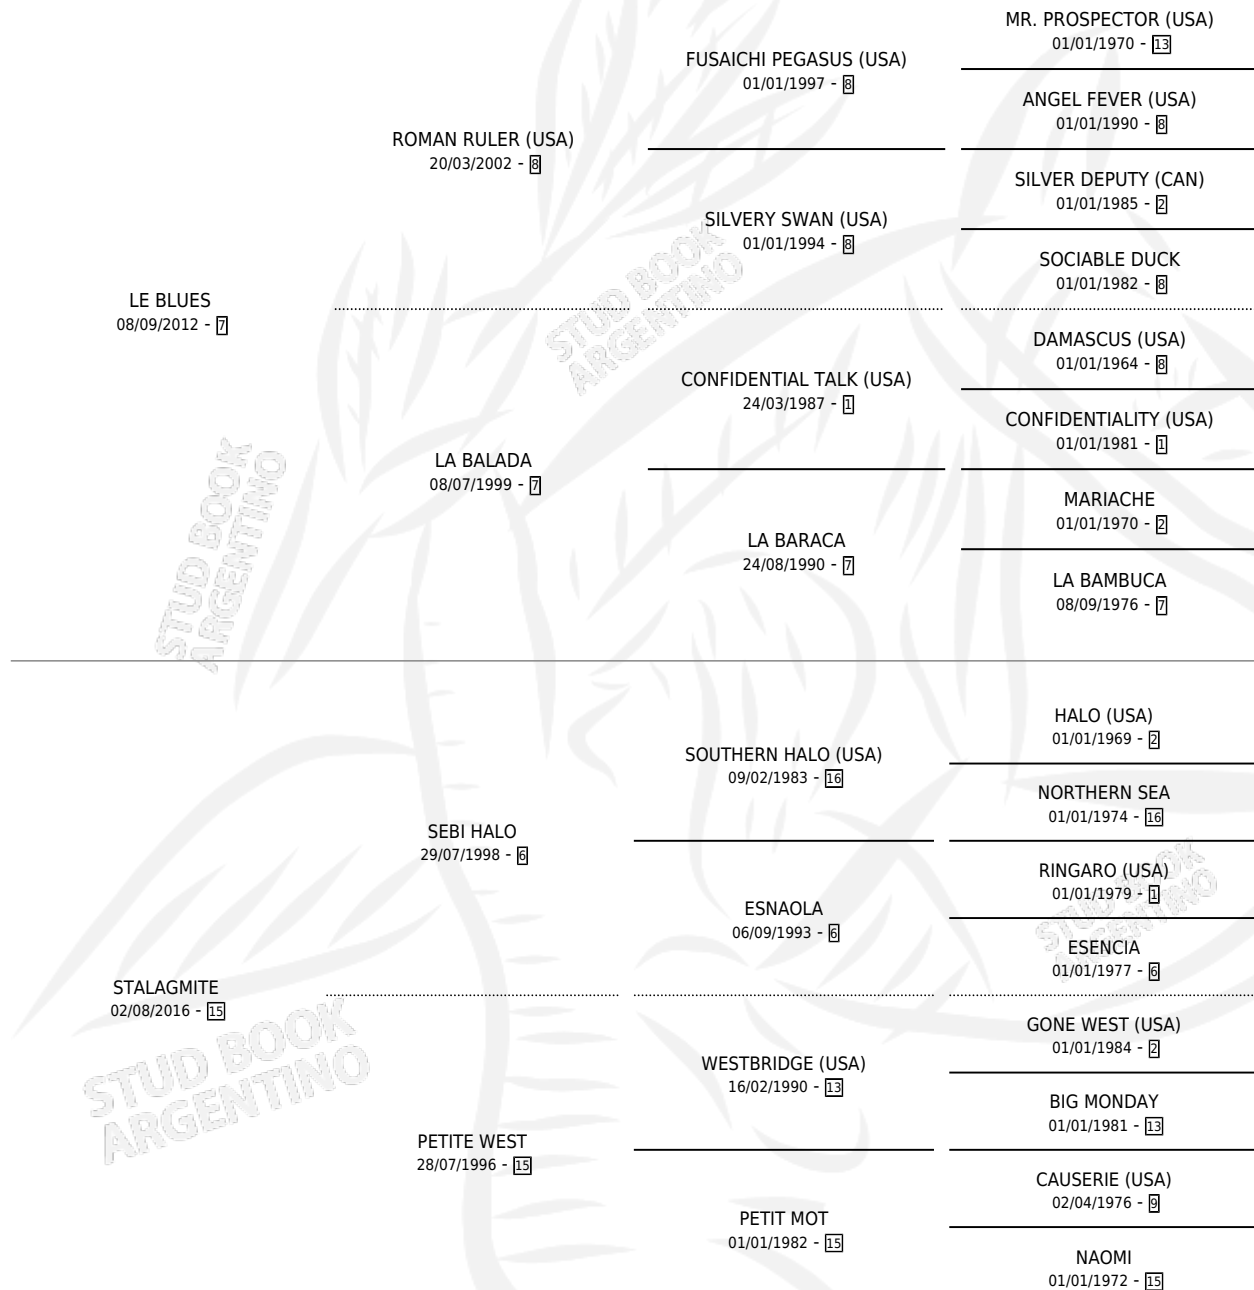 MR. PROSPECTOR (USA)
01/01/1970 - 13
FUSAICHI PEGASUS (USA)
01/01/1997 - 8
ANGEL FEVER (USA)
01/01/1990 - 8
ROMAN RULER (USA)
20/03/2002 - 8
SILVER DEPUTY (CAN)
01/01/1985 - 2
SILVERY SWAN (USA)
01/01/1994 - 8
SOCIABLE DUCK
01/01/1982 - 8
LE BLUES
08/09/2012 - 7
DAMASCUS (USA)
01/01/1964 - 8
CONFIDENTIAL TALK (USA)
24/03/1987 - 1
CONFIDENTIALITY (USA)
01/01/1981 - 1
LA BALADA
08/07/1999 - 7
MARIACHE
01/01/1970 - 2
LA BARACA
24/08/1990 - 7
LA BAMBUCA
08/09/1976 - 7
HALO (USA)
01/01/1969 - 2
SOUTHERN HALO (USA)
09/02/1983 - 16
NORTHERN SEA
01/01/1974 - 16
SEBI HALO
29/07/1998 - 6
RINGARO (USA)
01/01/1979 - 1
ESNAOLA
06/09/1993 - 6
ESENCIA
01/01/1977 - 6
STALAGMITE
02/08/2016 - 15
GONE WEST (USA)
01/01/1984 - 2
WESTBRIDGE (USA)
16/02/1990 - 13
BIG MONDAY
01/01/1981 - 13
PETITE WEST
28/07/1996 - 15
CAUSERIE (USA)
02/04/1976 - 9
PETIT MOT
01/01/1982 - 15
NAOMI
01/01/1972 - 15
STUD BOOK
ARGENTINO
STUD BOOK
ARGENTINO
STUD BOOK
ARGENTINO
STUD BOOK
ARGENTINO